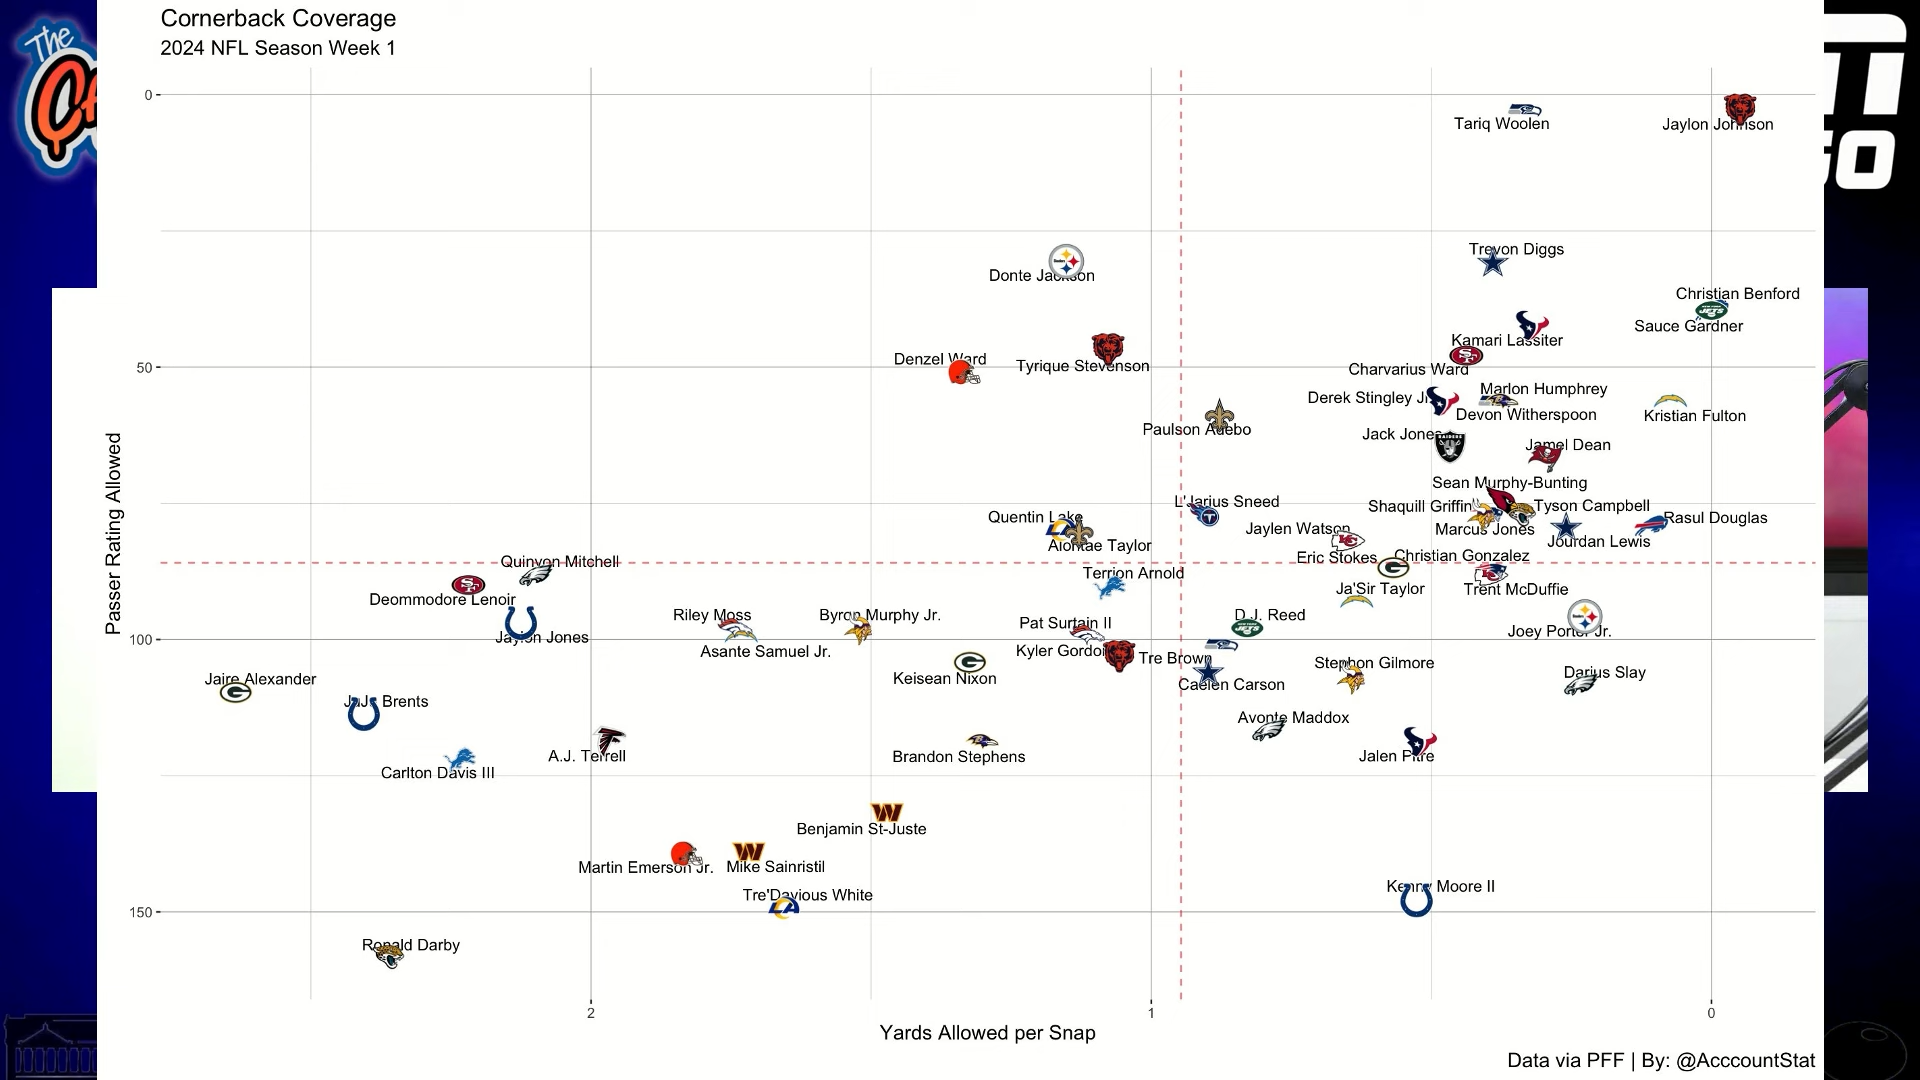 Cornerback Coverage
2024 NFL Season Week 1
The
0
Tariq Woolen
Jaylon Johnson
Trevon Diggs
Donte Jackson
Christian Benford
Sauce Gardner
Kamari Lassiter
Denzel Ward
Tyrique Stevenson
50
Charvarius Ward
Marlon Humphrey
Derek Stingley Jr.
Devon Witherspoon
Kristian Fulton
Paulson Adebo
Jack Jones
Jamel Dean
Sean Murphy-Bunting
L'Jarius Sneed
Shaquill Griffin
Tyson Campbell
Quentin Lake
Rasul Douglas
Jaylen Watson
Marcus Jones
Jourdan Lewis
Alontae Taylor
Eric Stokes
Christian Gonzalez
Quinyon Mitchell
Terrion Arnold
Ja'Sir Taylor
Trent McDuffie
Deommodore Lenoir
Riley Moss
Byron Murphy Jr.
D.J. Reed
Pat Surtain II
Joey Porter Jr.
Jaylon Jones
100
Asante Samuel Jr.
Kyler Gordon
Tre Brown
Stephon Gilmore
Darius Slay
Jaire Alexander
Keisean Nixon
Caelen Carson
JuJu Brents
Avonte Maddox
A.J. Terrell
Brandon Stephens
Jalen Pitre
Carlton Davis III
Benjamin St-Juste
Martin Emerson Jr.
Mike Sainristil
Kenny Moore II
Tre'Davious White
150
Ronald Darby
Passer Rating Allowed
2
1
0
Yards Allowed per Snap
Data via PFF | By: @AcccountStat